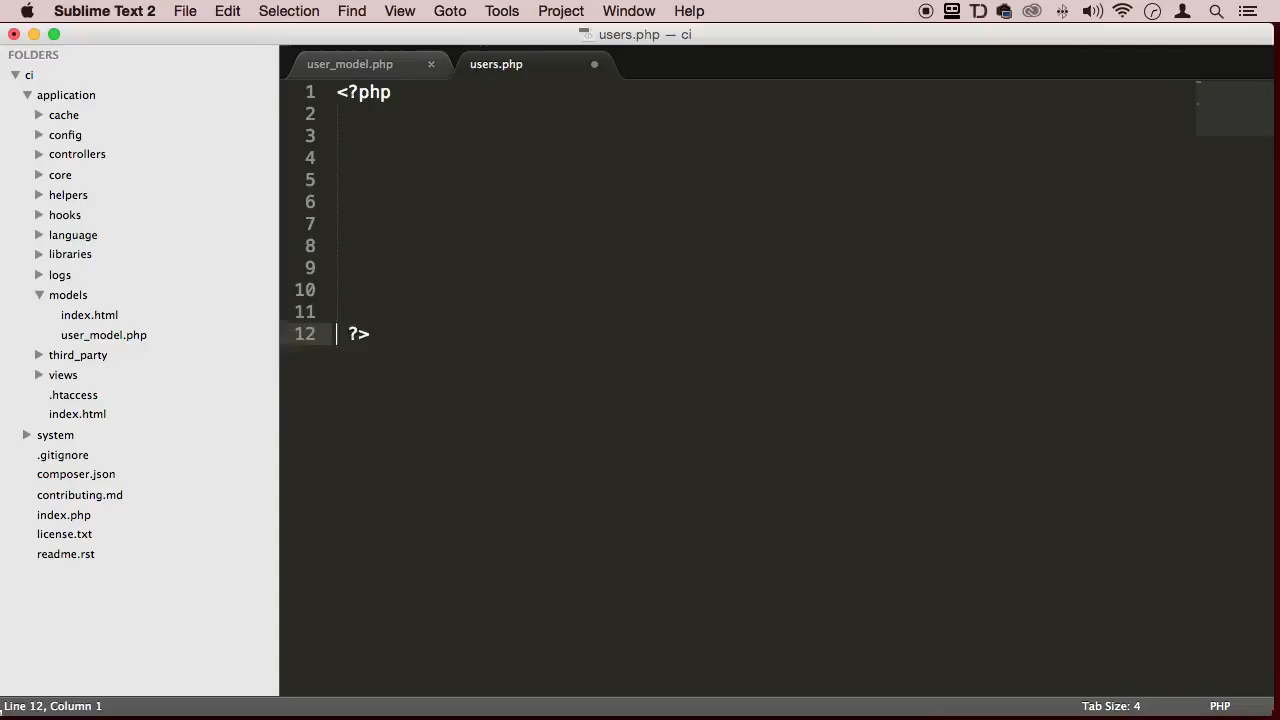 Sublime Text 2 File Edit Selection Find View Goto Tools Project Window Help
users.php — ci
FOLDERS
ci
application
cache
config
controllers
core
helpers
hooks
language
libraries
logs
models
index.html
user_model.php
third_party
views
.htaccess
index.html
system
.gitignore
composer.json
contributing.md
index.php
license.txt
readme.rst
user_model.php × users.php
1 <?php
2
3
4
5
6
7
8
9
10
11
12 ?>
Line 12, Column 1 Tab Size: 4 PHP